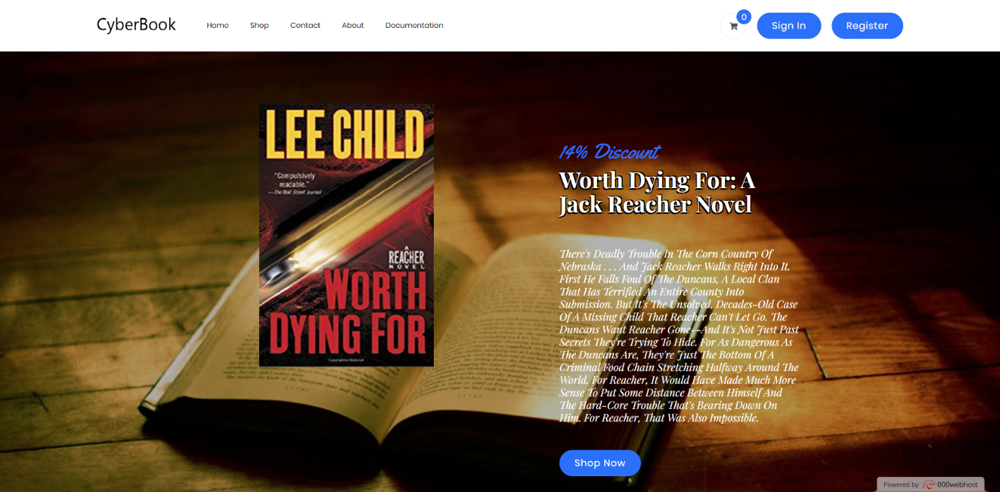 CyberBook
Home
Shop
Contact
About
Documentation
0
Sign In
Register
LEE CHILD
"Compulsively
readable."
— The Wall Street Journal
A
REACHER
NOVEL
WORTH
DYING FOR
Copyrighted Material
14% Discount
Worth Dying For: A
Jack Reacher Novel
There's Deadly Trouble In The Corn Country Of
Nebraska . . . And Jack Reacher Walks Right Into It.
First He Falls Foul Of The Duncans, A Local Clan
That Has Terrified An Entire County Into
Submission. But It's The Unsolved, Decades-Old Case
Of A Missing Child That Reacher Can't Let Go. The
Duncans Want Reacher Gone--And It's Not Just Past
Secrets They're Trying To Hide. For As Dangerous As
The Duncans Are, They're Just The Bottom Of A
Criminal Food Chain Stretching Halfway Around The
World. For Reacher, It Would Have Made Much More
Sense To Put Some Distance Between Himself And
The Hard-Core Trouble That's Bearing Down On
Him. For Reacher, That Was Also Impossible.
Shop Now
Powered by 000webhost